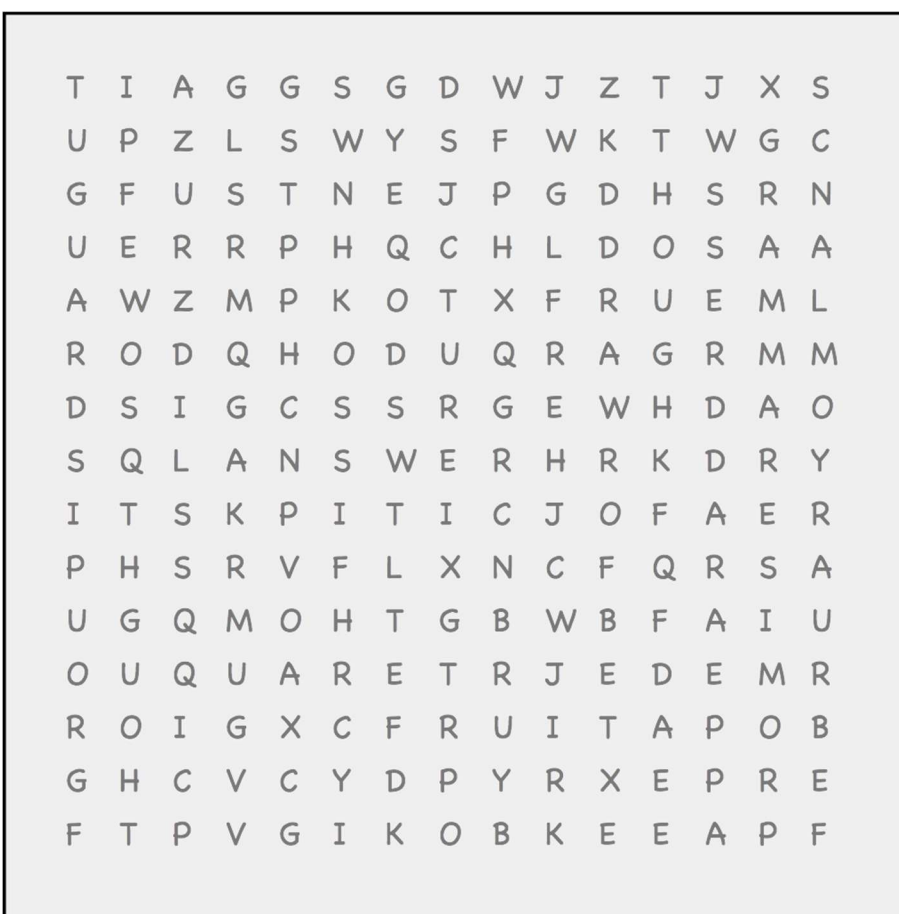 T I A G G S G D W J Z T J X S
U P Z L S W Y S F W K T W G C
G F U S T N E J P G D H S R N
U E R R P H Q C H L D O S A A
A W Z M P K O T X F R U E M L
R O D Q H O D U Q R A G R M M
D S I G C S S R G E W H D A O
S Q L A N S W E R H R K D R Y
I T S K P I T I C J O F A E R
P H S R V F L X N C F Q R S A
U G Q M O H T G B W B F A I U
O U Q U A R E T R J E D E M R
R O I G X C F R U I T A P O B
G H C V C Y D P Y R X E P R E
F T P V G I K O B K E E A P F